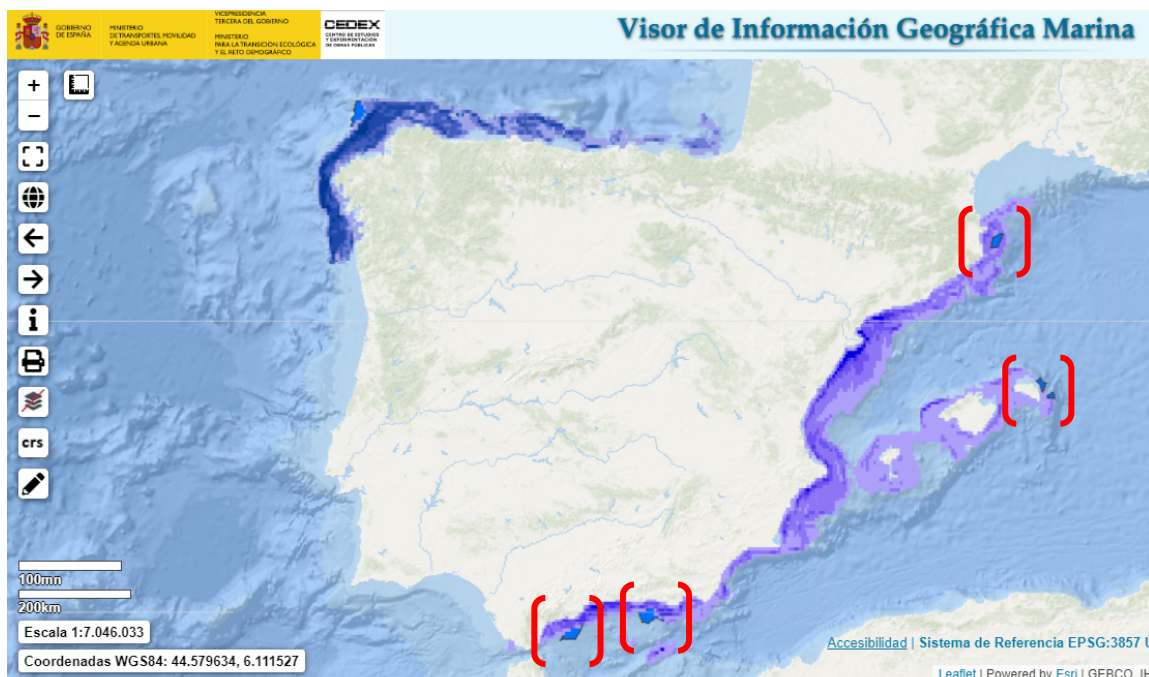 GOBIERNO
DE ESPAÑA
MINISTERIO
DE TRANSPORTES, MOVILIDAD
Y AGENDA URBANA
VICEPRESIDENCIA
TERCERA DEL GOBIERNO
MINISTERIO
PARA LA TRANSICIÓN ECOLÓGICA
Y EL RETO DEMOGRÁFICO
CEDEX
CENTRO DE ESTUDIOS
Y EXPERIMENTACIÓN
DE OBRAS PÚBLICAS
Visor de Información Geográfica Marina
+
−
i
crs
100mn
200km
Escala 1:7.046.033
Coordenadas WGS84: 44.579634, 6.111527
Accesibilidad | Sistema de Referencia EPSG:3857 U
Leaflet | Powered by Esri | GEBCO, IH